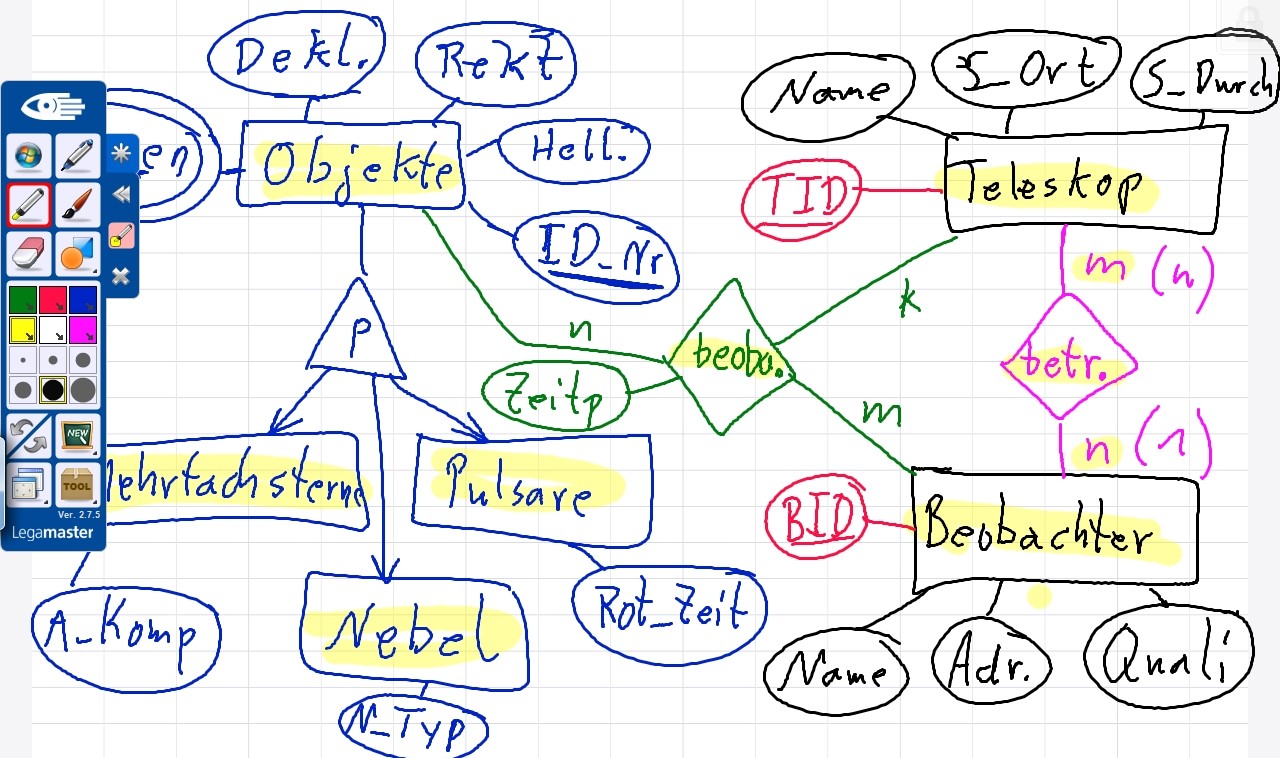 Dekl.
Rekt
Name
S_Ort
S_Durch
en
Objekte
Hell.
TID
Teleskop
ID_Nr
m (n)
k
P
n
beoba.
betr.
Zeitp
m
n (1)
Mehrfachsterne
Pulsare
BID
Beobachter
NEW
TOOL
Ver. 2.7.5
Legamaster
A_Komp
Nebel
Rot_Zeit
Name
Adr.
Quali
N_Typ